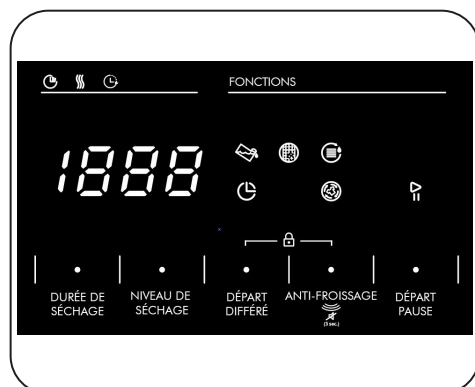 FONCTIONS
1888
DURÉE DE
SÉCHAGE
NIVEAU DE
SÉCHAGE
DÉPART
DIFFÉRÉ
ANTI-FROISSAGE
(3 sec.)
DÉPART
PAUSE